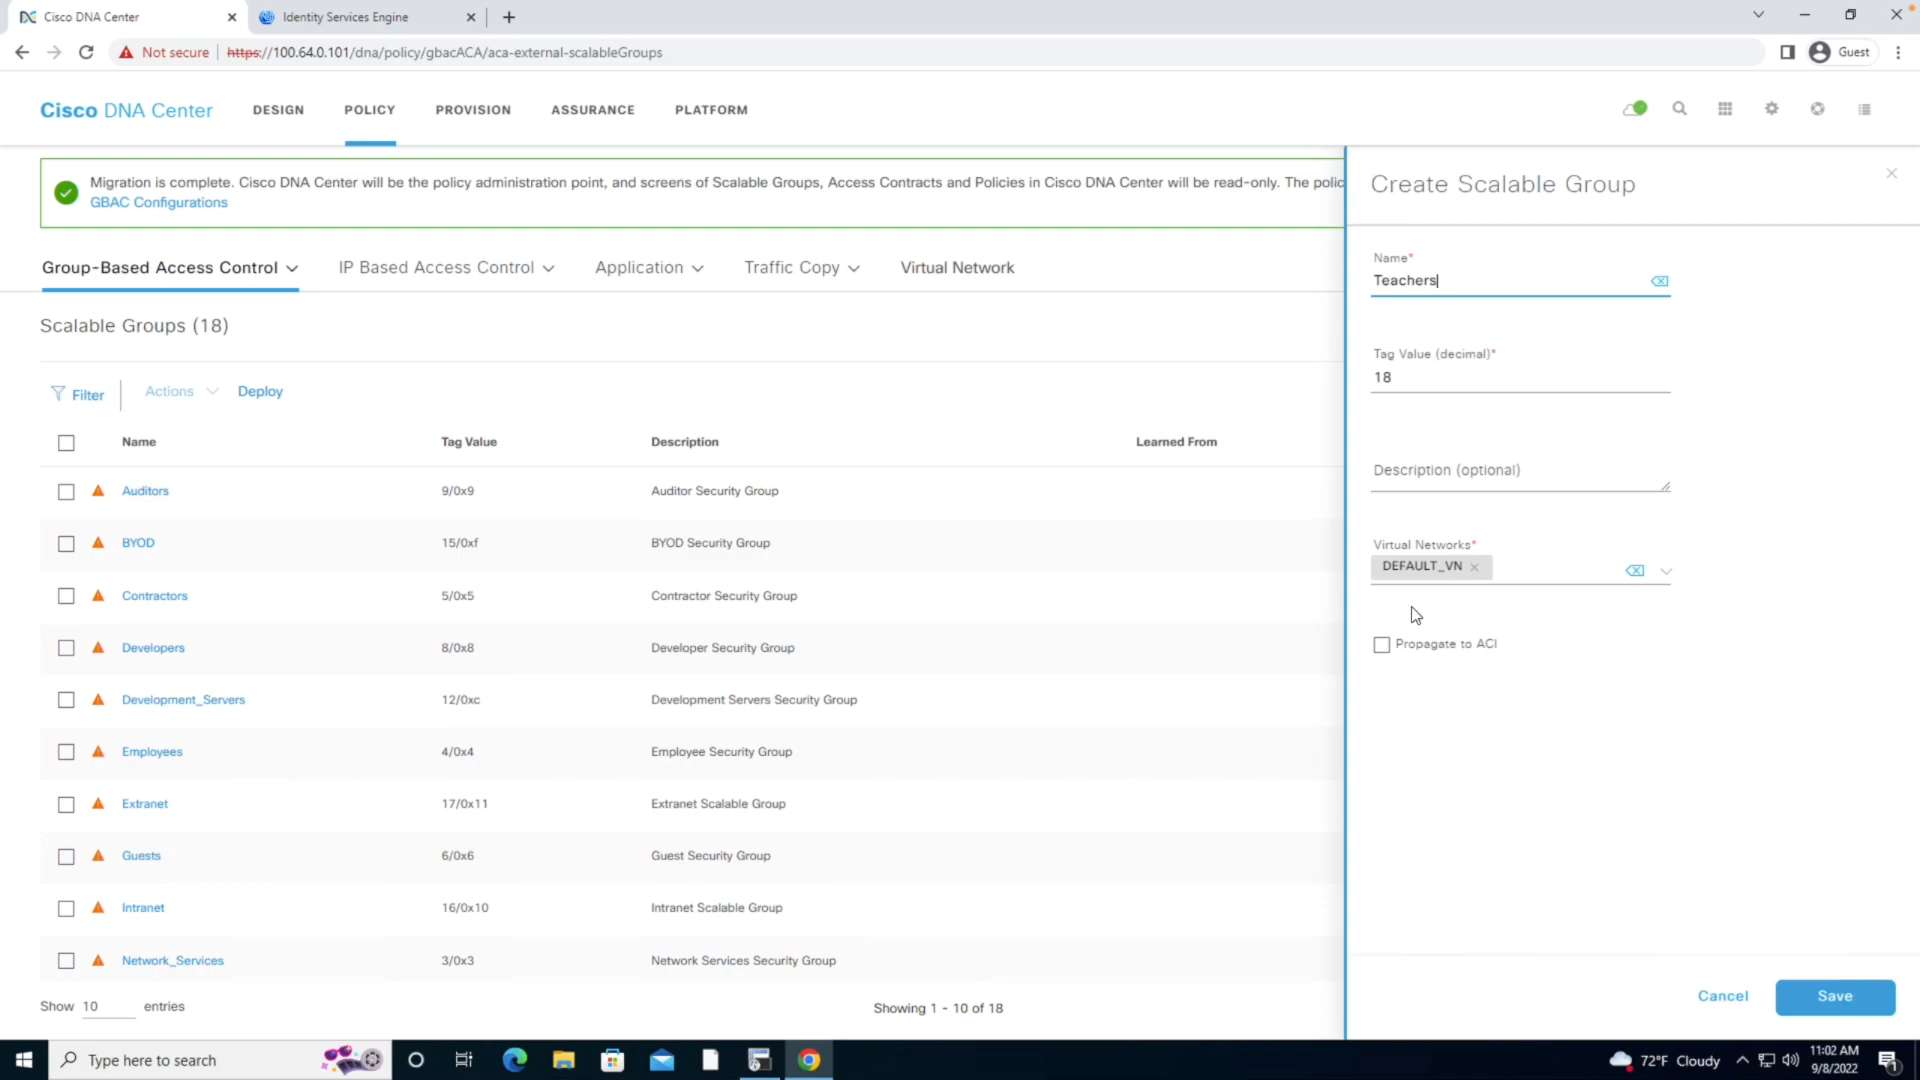 Cisco DNA Center
Identity Services Engine
Not secure https://100.64.0.101/dna/policy/gbacACA/aca-external-scalableGroups
Guest
Cisco DNA Center DESIGN POLICY PROVISION ASSURANCE PLATFORM
Migration is complete. Cisco DNA Center will be the policy administration point, and screens of Scalable Groups, Access Contracts and Policies in Cisco DNA Center will be read-only. The polic
GBAC Configurations
Group-Based Access Control IP Based Access Control Application Traffic Copy Virtual Network
Scalable Groups (18)
Filter Actions Deploy
Name Tag Value Description Learned From
Auditors 9/0x9 Auditor Security Group
BYOD 15/0xf BYOD Security Group
Contractors 5/0x5 Contractor Security Group
Developers 8/0x8 Developer Security Group
Development_Servers 12/0xc Development Servers Security Group
Employees 4/0x4 Employee Security Group
Extranet 17/0x11 Extranet Scalable Group
Guests 6/0x6 Guest Security Group
Intranet 16/0x10 Intranet Scalable Group
Network_Services 3/0x3 Network Services Security Group
Show 10 entries Showing 1 - 10 of 18
Create Scalable Group
Name*
Teachers
Tag Value (decimal)*
18
Description (optional)
Virtual Networks*
DEFAULT_VN
Propagate to ACI
Cancel Save
Type here to search
72°F Cloudy
11:02 AM
9/8/2022
1